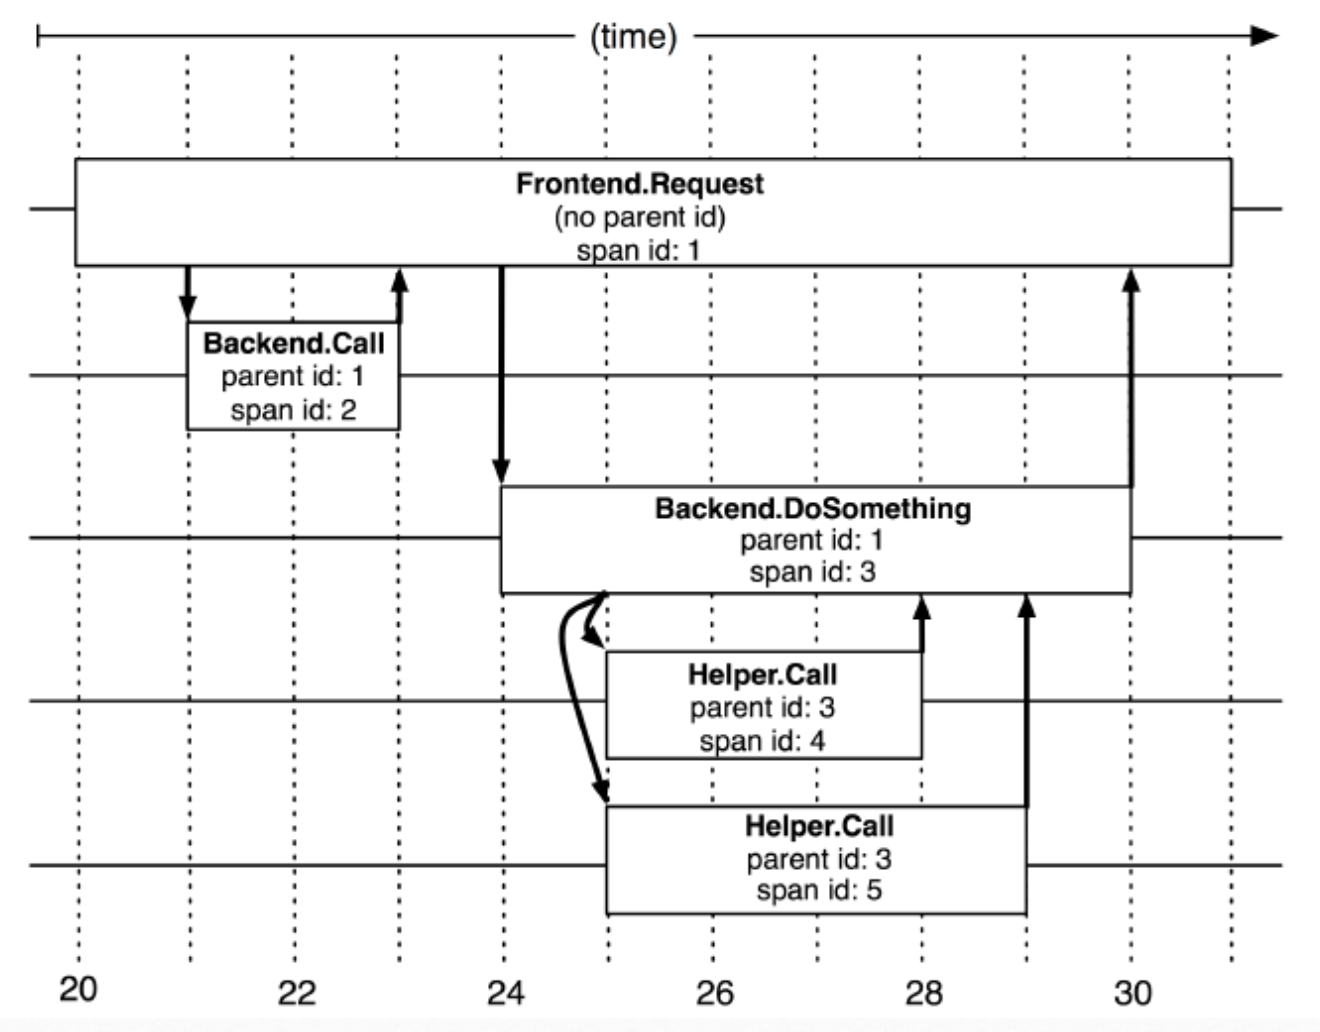 (time)
Frontend.Request
(no parent id)
span id: 1
Backend.Call
parent id: 1
span id: 2
Backend.DoSomething
parent id: 1
span id: 3
Helper.Call
parent id: 3
span id: 4
Helper.Call
parent id: 3
span id: 5
20 22 24 26 28 30